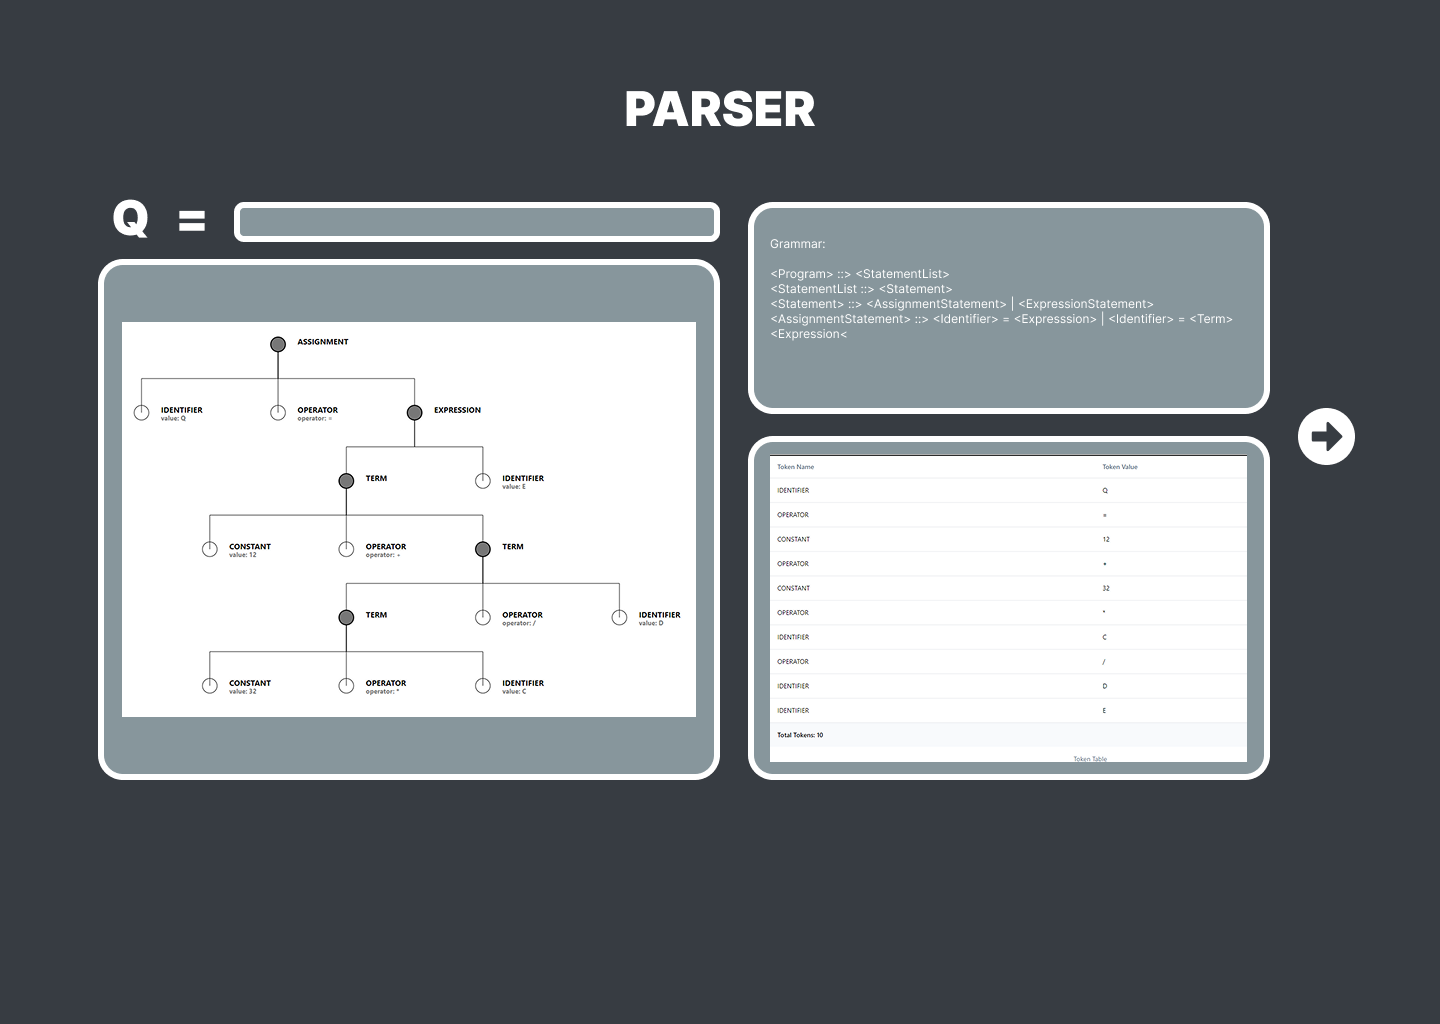 PARSER
Q =
ASSIGNMENT
IDENTIFIER
value: Q
OPERATOR
operator: =
EXPRESSION
TERM
IDENTIFIER
value: E
CONSTANT
value: 12
OPERATOR
operator: +
TERM
TERM
OPERATOR
operator: /
IDENTIFIER
value: D
CONSTANT
value: 32
OPERATOR
operator: *
IDENTIFIER
value: C
Grammar:
<Program> ::> <StatementList>
<StatementList ::> <Statement>
<Statement> ::> <AssignmentStatement> | <ExpressionStatement>
<AssignmentStatement> ::> <Identifier> = <Expresssion> | <Identifier> = <Term>
<Expression<
Token Name Token Value
IDENTIFIER Q
OPERATOR =
CONSTANT 12
OPERATOR +
CONSTANT 32
OPERATOR *
IDENTIFIER C
OPERATOR /
IDENTIFIER D
IDENTIFIER E
Total Tokens: 10
Token Table